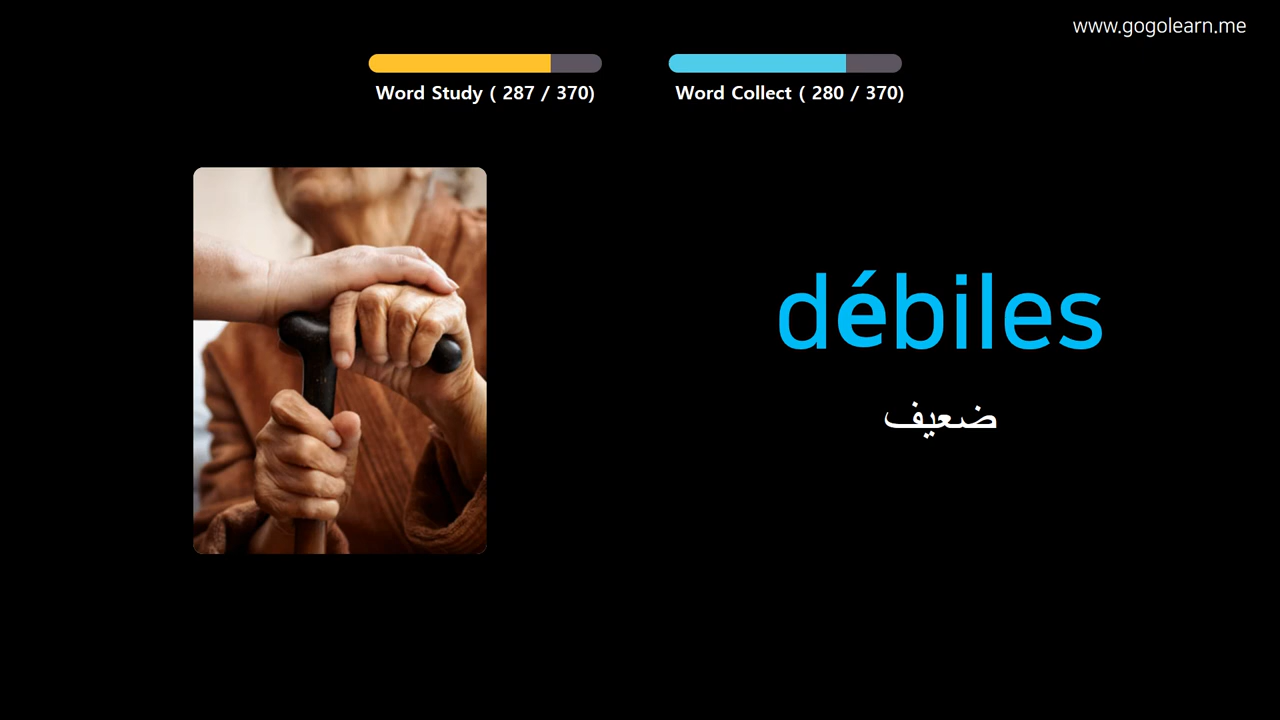 www.gogolearn.me
Word Study ( 287 / 370)
Word Collect ( 280 / 370)
débiles
ضعيف